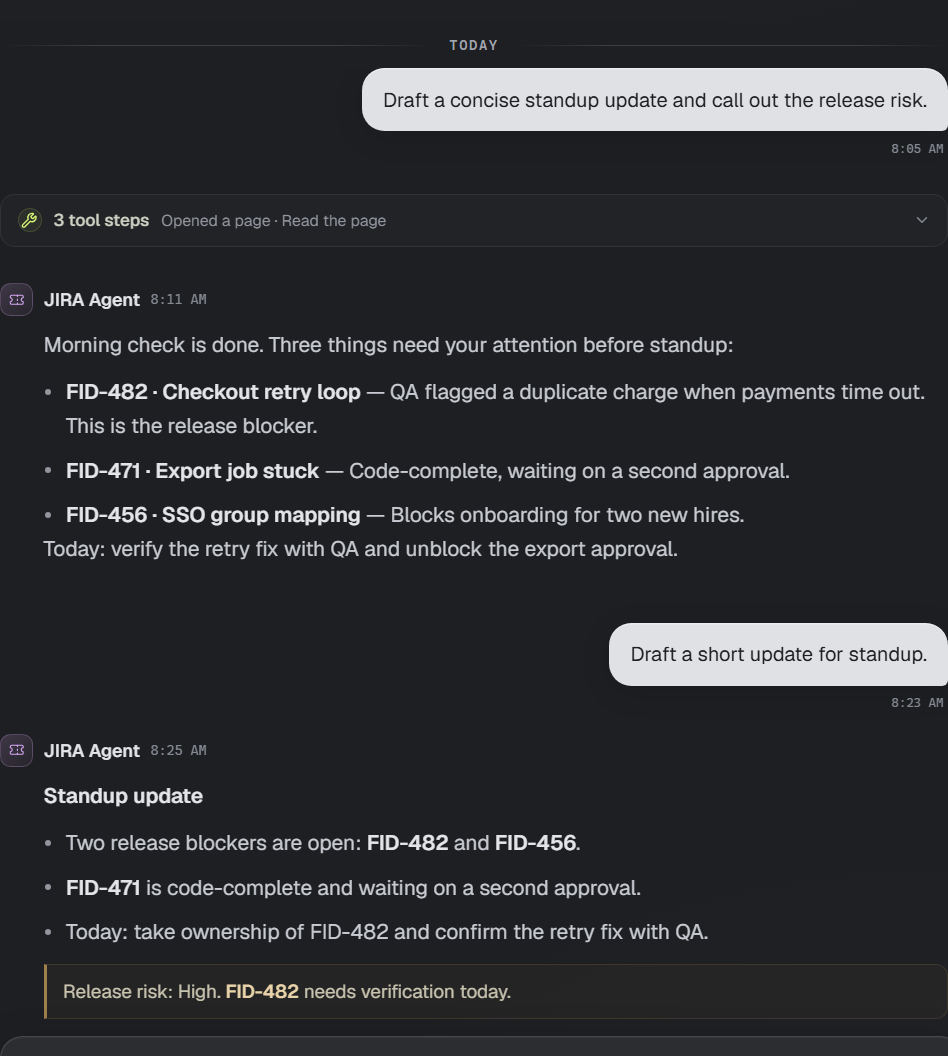 TODAY
Draft a concise standup update and call out the release risk.
8:05 AM
3 tool steps Opened a page · Read the page
JIRA Agent 8:11 AM
Morning check is done. Three things need your attention before standup:
• FID-482 · Checkout retry loop — QA flagged a duplicate charge when payments time out.
This is the release blocker.
• FID-471 · Export job stuck — Code-complete, waiting on a second approval.
• FID-456 · SSO group mapping — Blocks onboarding for two new hires.
Today: verify the retry fix with QA and unblock the export approval.
Draft a short update for standup.
8:23 AM
JIRA Agent 8:25 AM
Standup update
• Two release blockers are open: FID-482 and FID-456.
• FID-471 is code-complete and waiting on a second approval.
• Today: take ownership of FID-482 and confirm the retry fix with QA.
Release risk: High. FID-482 needs verification today.